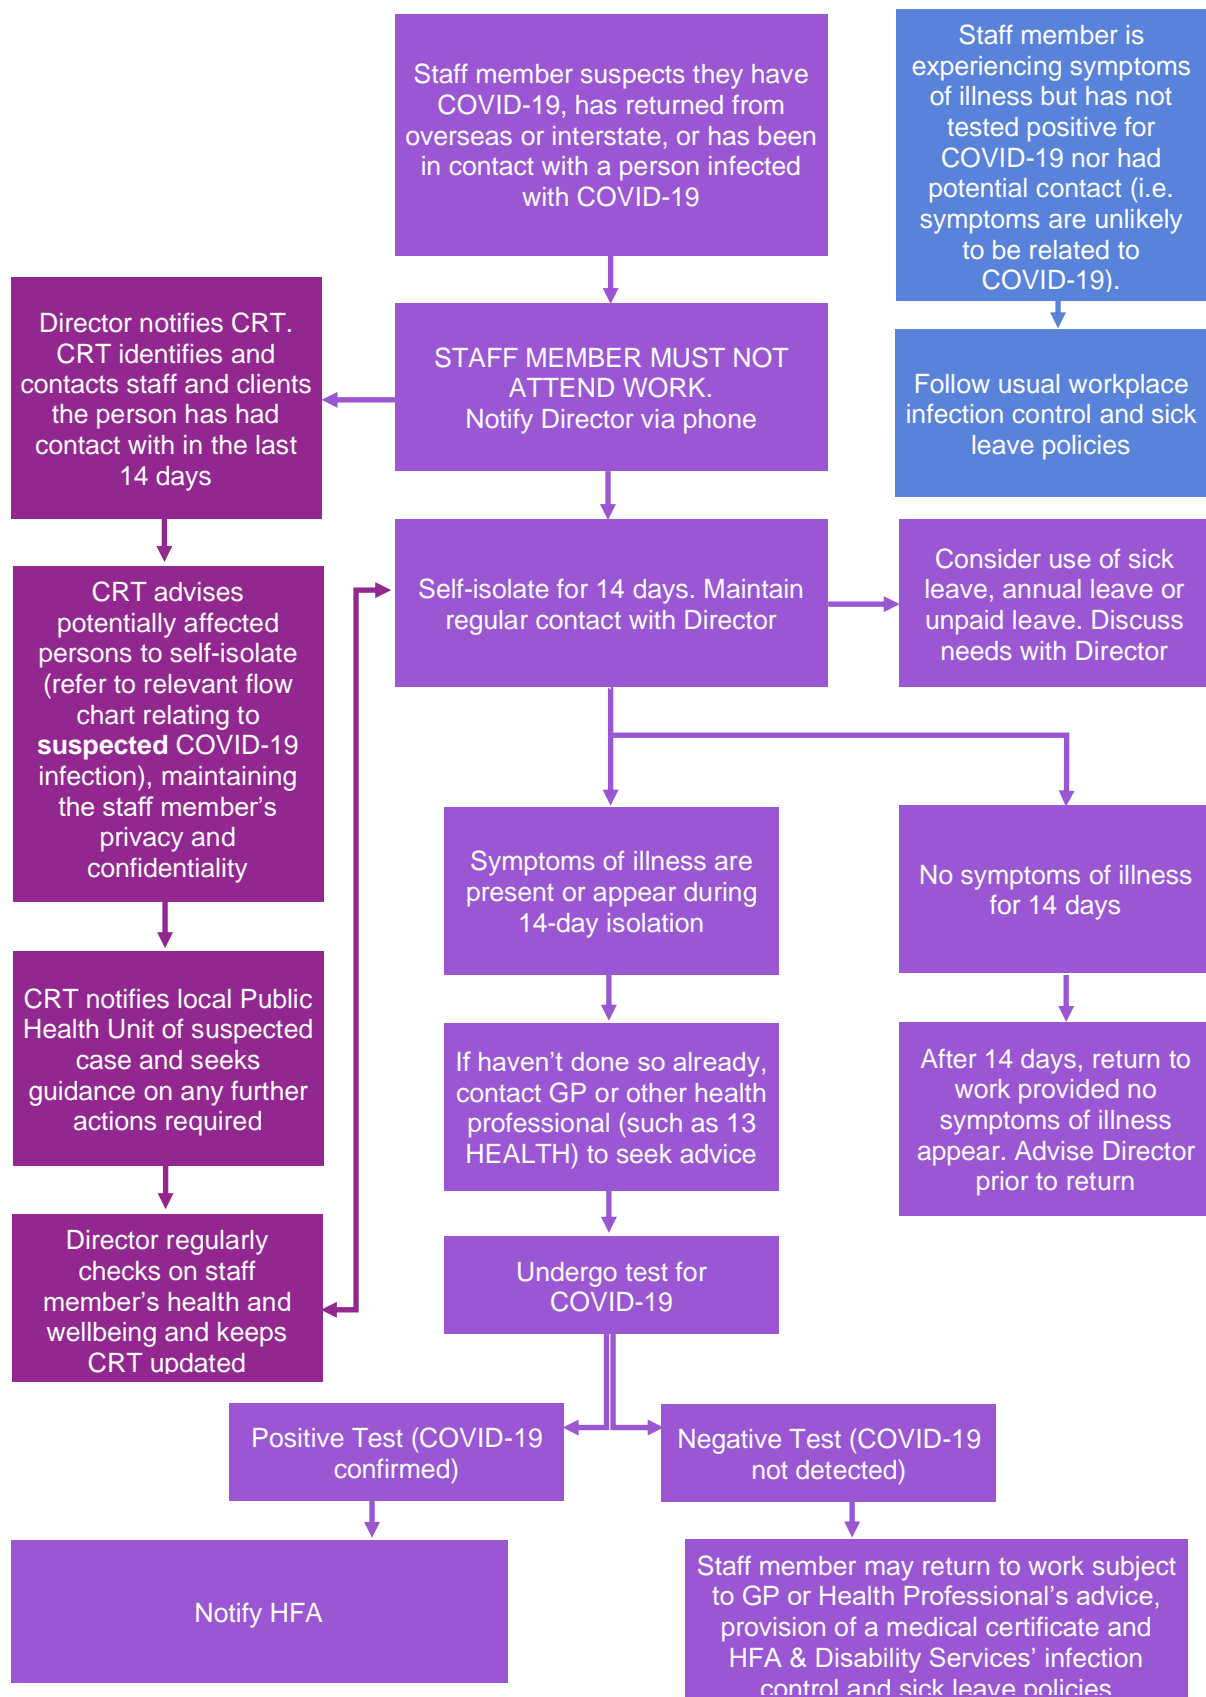 Staff member suspects they have
COVID-19, has returned from
overseas or interstate, or has been
in contact with a person infected
with COVID-19
Staff member is
experiencing symptoms
of illness but has not
tested positive for
COVID-19 nor had
potential contact (i.e.
symptoms are unlikely
to be related to
COVID-19).
Director notifies CRT.
CRT identifies and
contacts staff and clients
the person has had
contact with in the last
14 days
STAFF MEMBER MUST NOT
ATTEND WORK.
Notify Director via phone
Follow usual workplace
infection control and sick
leave policies
CRT advises
potentially affected
persons to self-isolate
(refer to relevant flow
chart relating to
suspected COVID-19
infection), maintaining
the staff member’s
privacy and
confidentiality
Self-isolate for 14 days. Maintain
regular contact with Director
Consider use of sick
leave, annual leave or
unpaid leave. Discuss
needs with Director
Symptoms of illness are
present or appear during
14-day isolation
No symptoms of illness
for 14 days
CRT notifies local Public
Health Unit of suspected
case and seeks
guidance on any further
actions required
If haven’t done so already,
contact GP or other health
professional (such as 13
HEALTH) to seek advice
After 14 days, return to
work provided no
symptoms of illness
appear. Advise Director
prior to return
Director regularly
checks on staff
member’s health and
wellbeing and keeps
CRT updated
Undergo test for
COVID-19
Positive Test (COVID-19
confirmed)
Negative Test (COVID-19
not detected)
Notify HFA
Staff member may return to work subject
to GP or Health Professional’s advice,
provision of a medical certificate and
HFA & Disability Services’ infection
control and sick leave policies